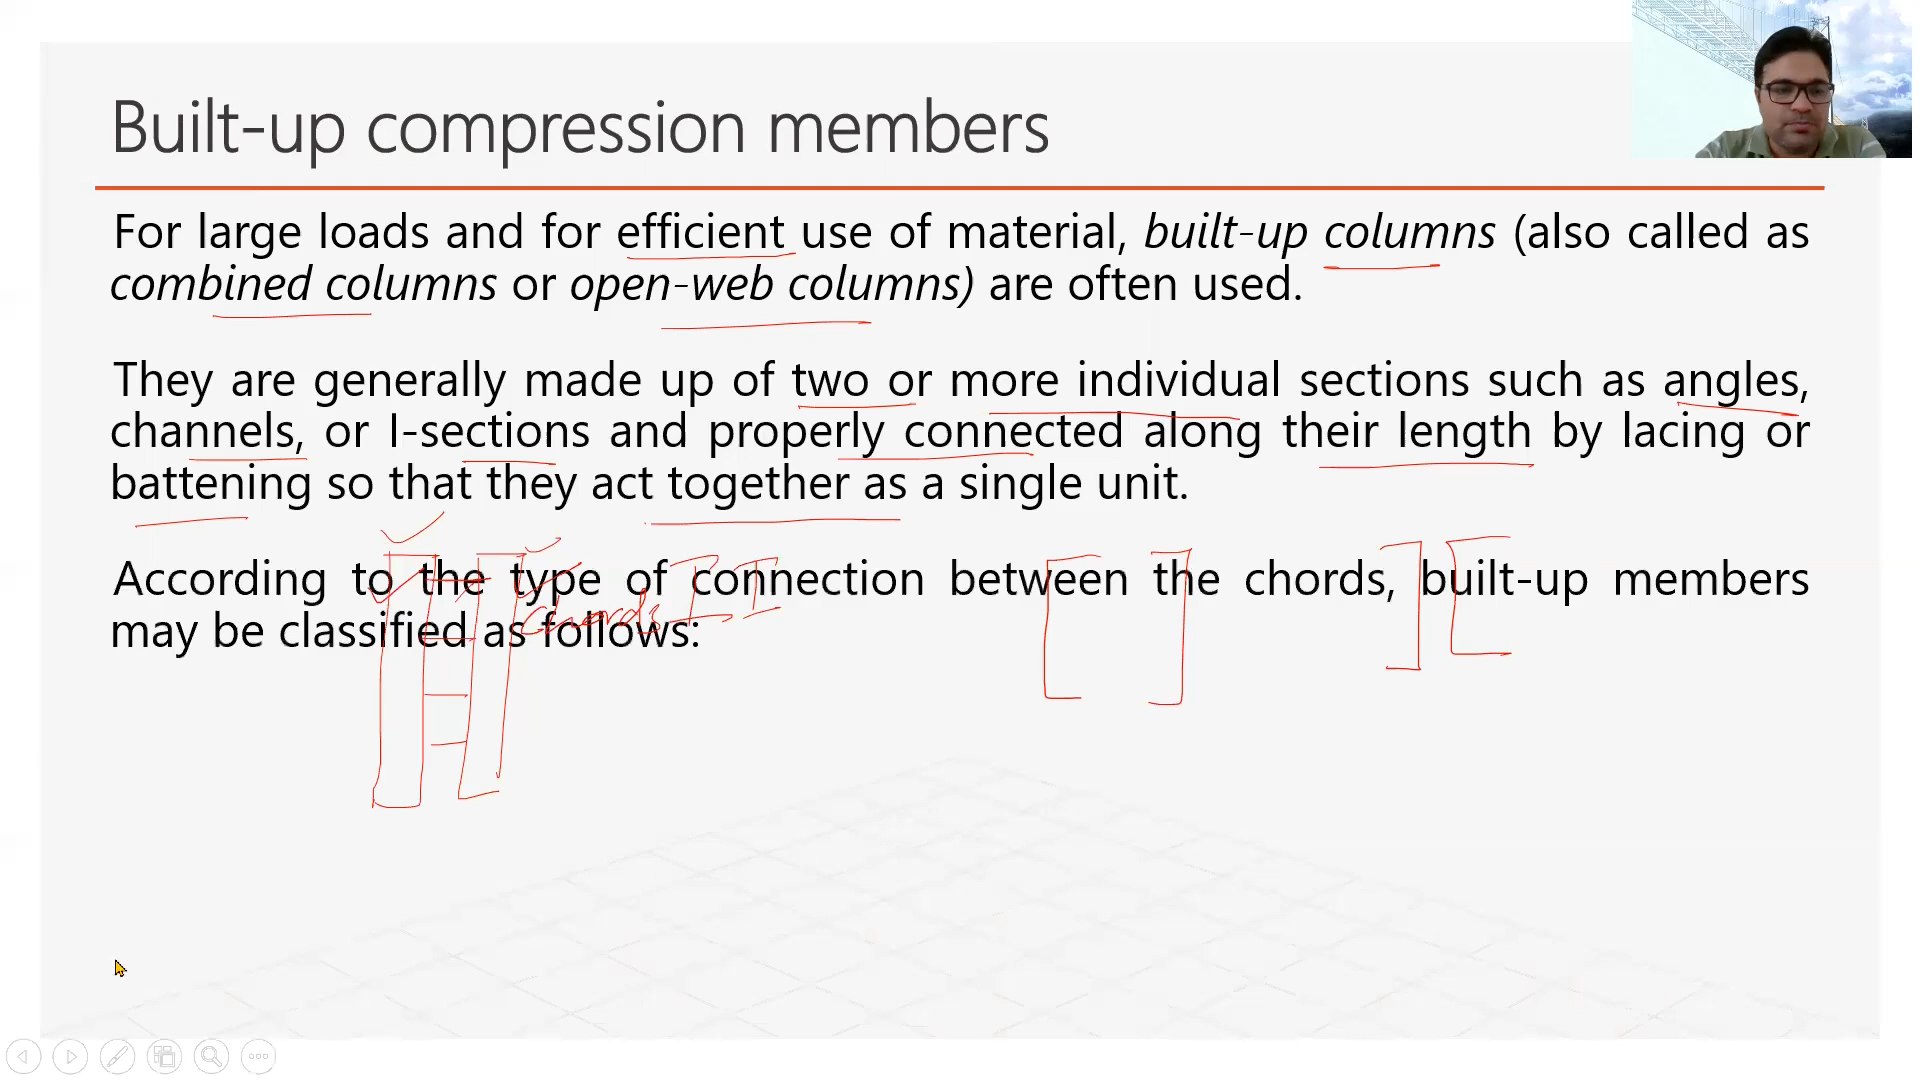 Built-up compression members
For large loads and for efficient use of material, built-up columns (also called as
combined columns or open-web columns) are often used.
They are generally made up of two or more individual sections such as angles,
channels, or I-sections and properly connected along their length by lacing or
battening so that they act together as a single unit.
According to the type of connection between the chords, built-up members
chords I I
may be classified as follows: